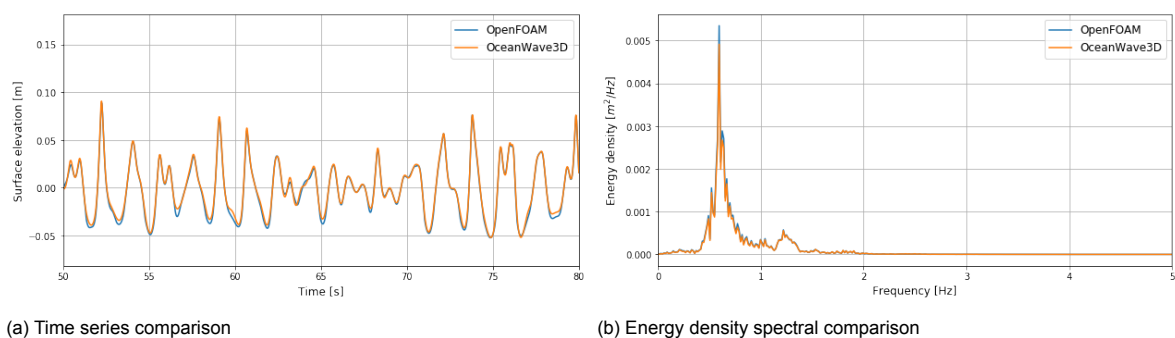 OpenFOAM
OceanWave3D
Surface elevation [m]
0.15
0.10
0.05
0.00
−0.05
50 55 60 65 70 75 80
Time [s]
(a) Time series comparison
OpenFOAM
OceanWave3D
Energy density [m²/Hz]
0.005
0.004
0.003
0.002
0.001
0.000
0 1 2 3 4 5
Frequency [Hz]
(b) Energy density spectral comparison